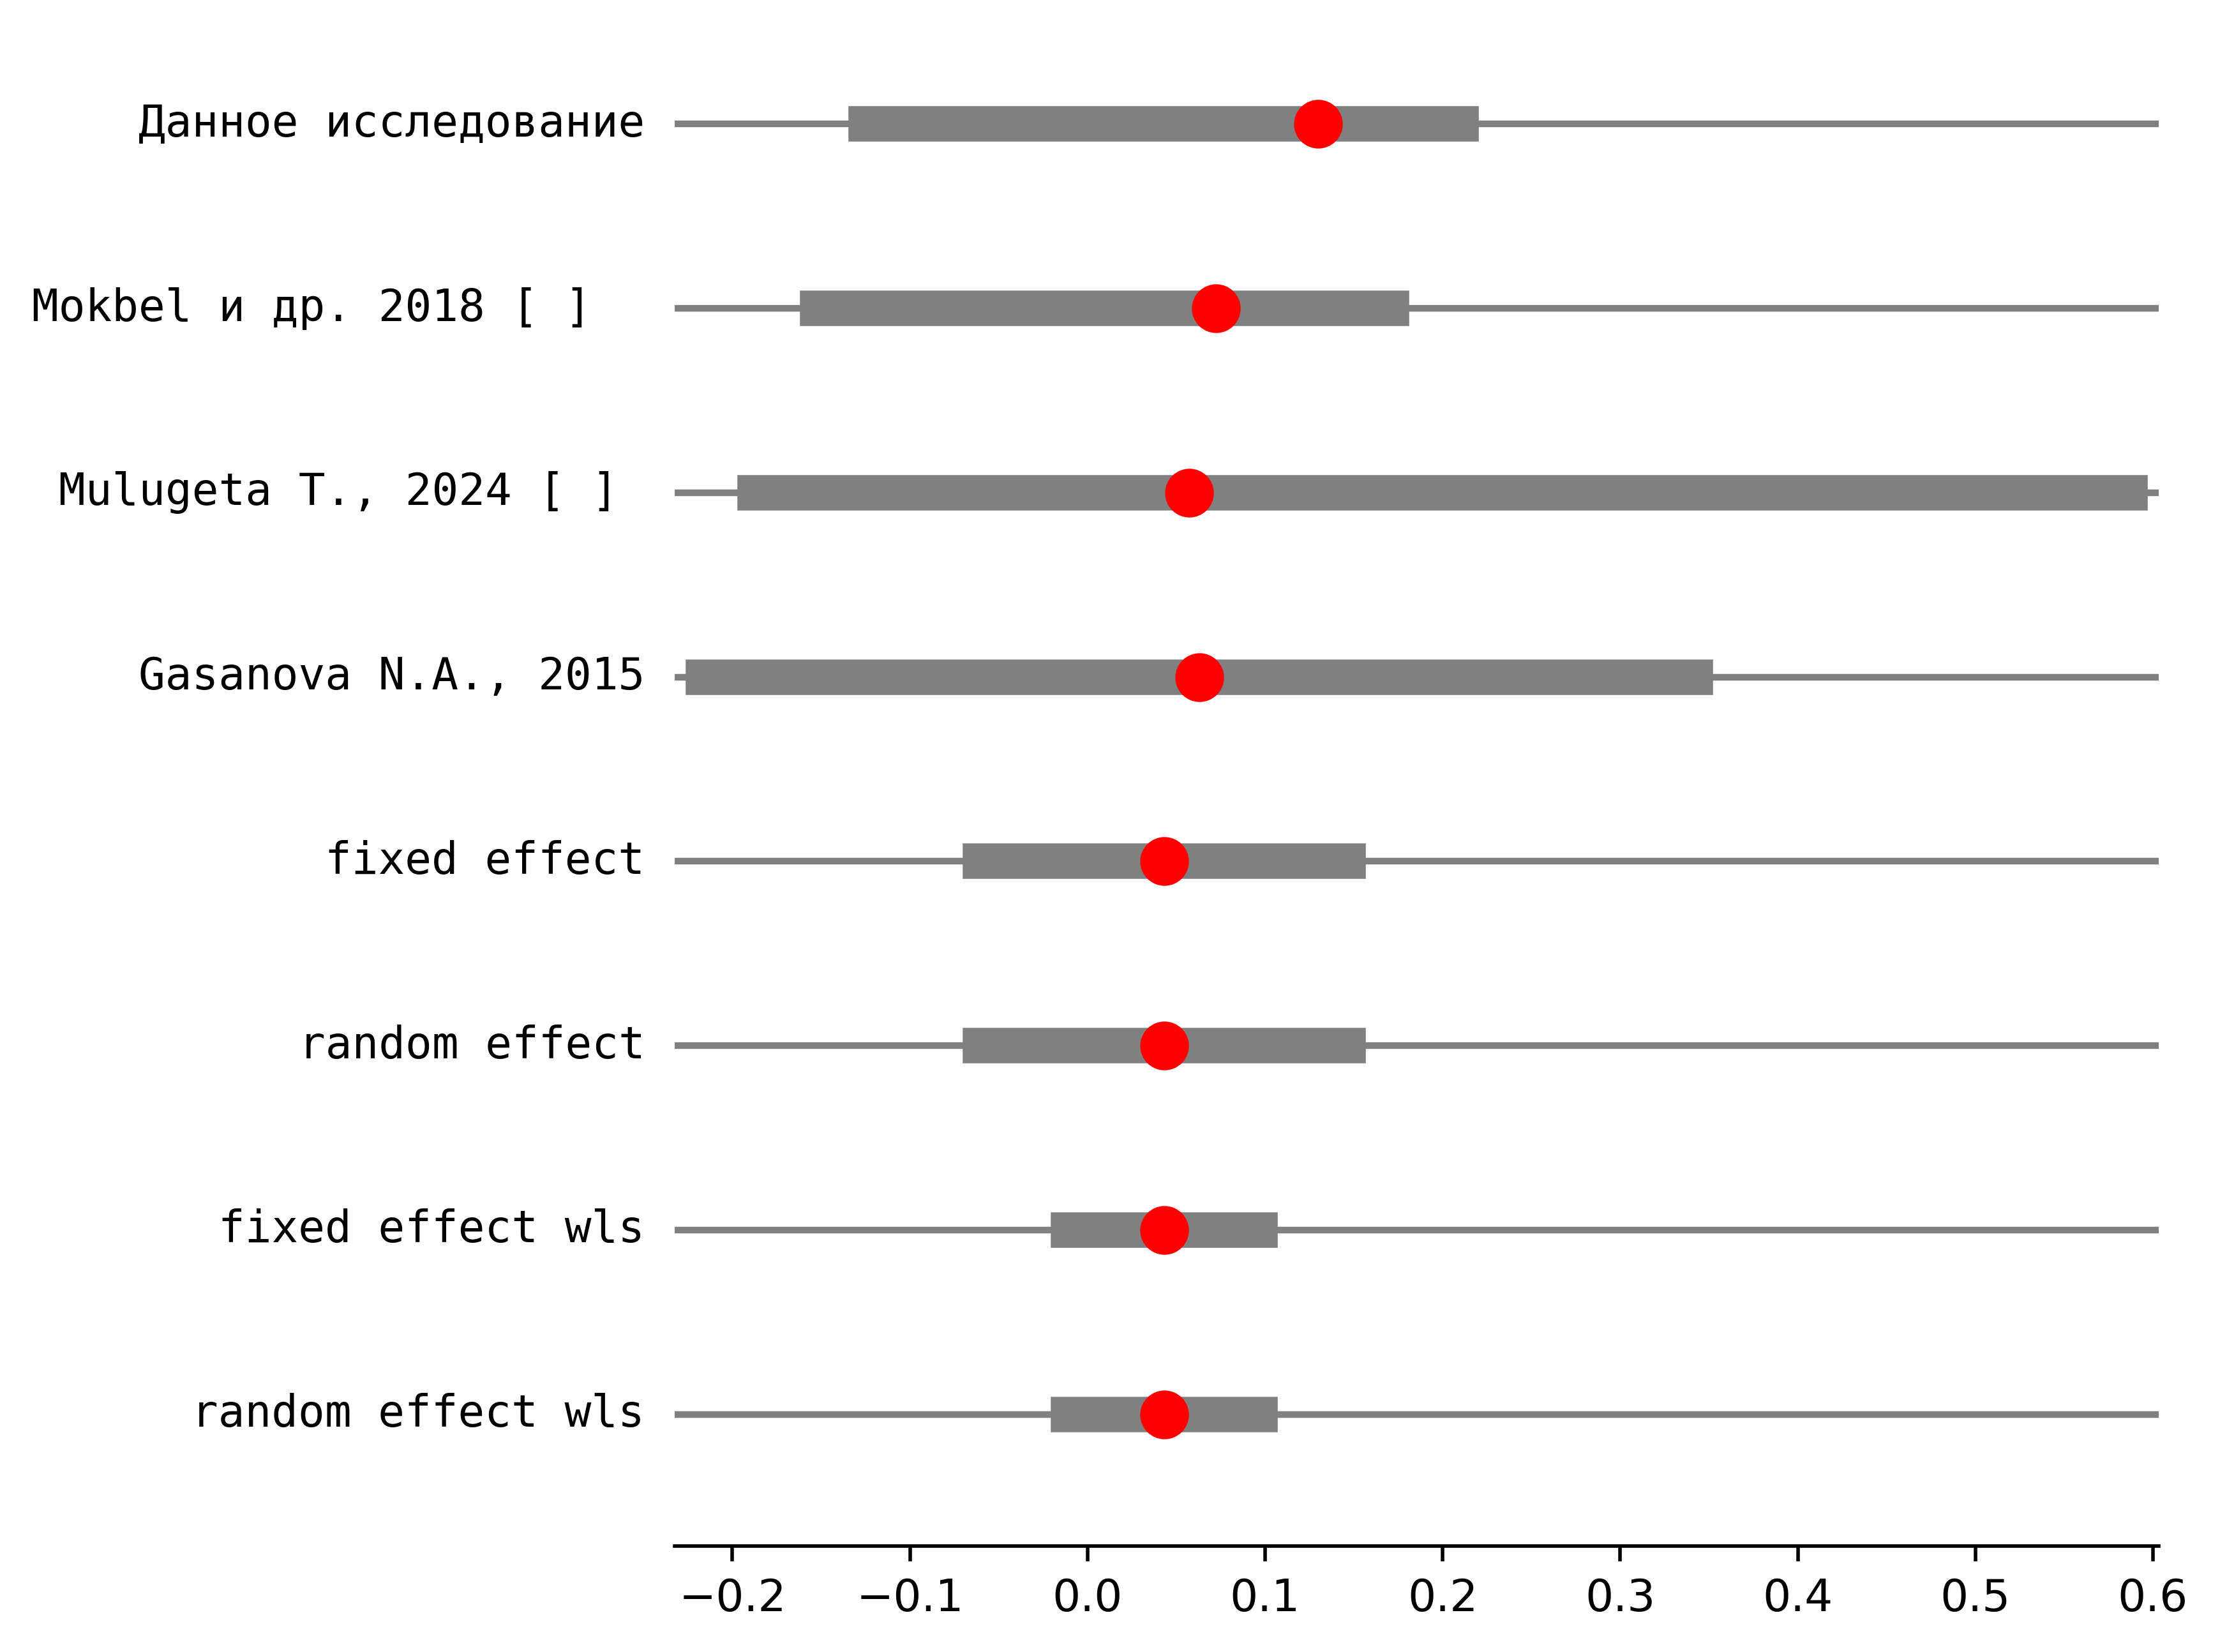 Данное исследование
Mokbel и др. 2018 [ ]
Mulugeta T., 2024 [ ]
Gasanova N.A., 2015
fixed effect
random effect
fixed effect wls
random effect wls
−0.2 −0.1 0.0 0.1 0.2 0.3 0.4 0.5 0.6